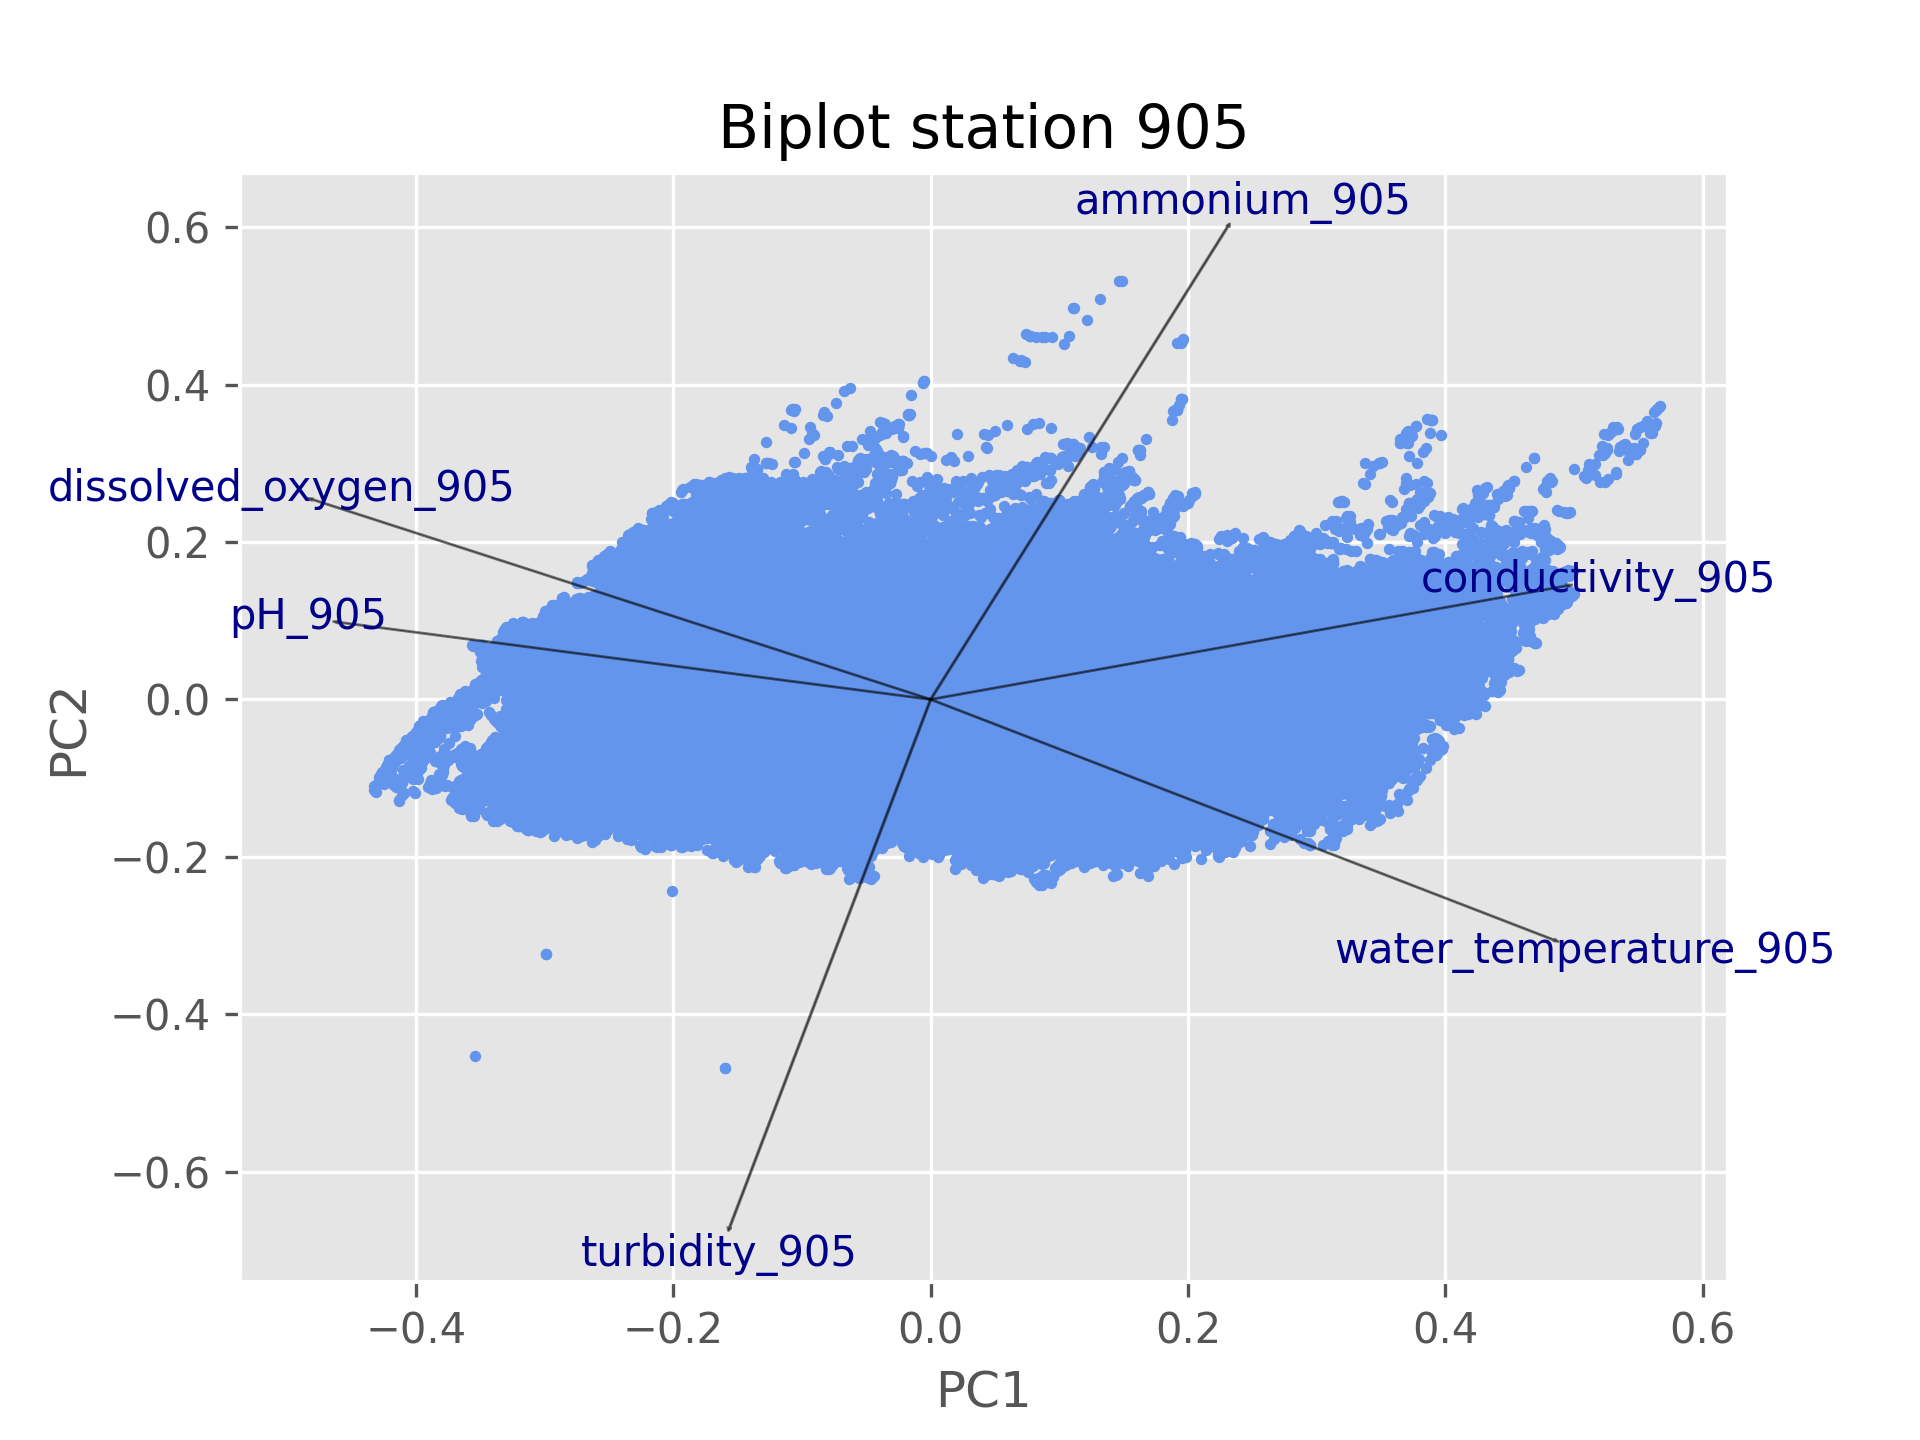 Biplot station 905
ammonium_905
dissolved_oxygen_905
conductivity_905
pH_905
water_temperature_905
turbidity_905
PC2
0.6
0.4
0.2
0.0
−0.2
−0.4
−0.6
−0.4 −0.2 0.0 0.2 0.4 0.6
PC1